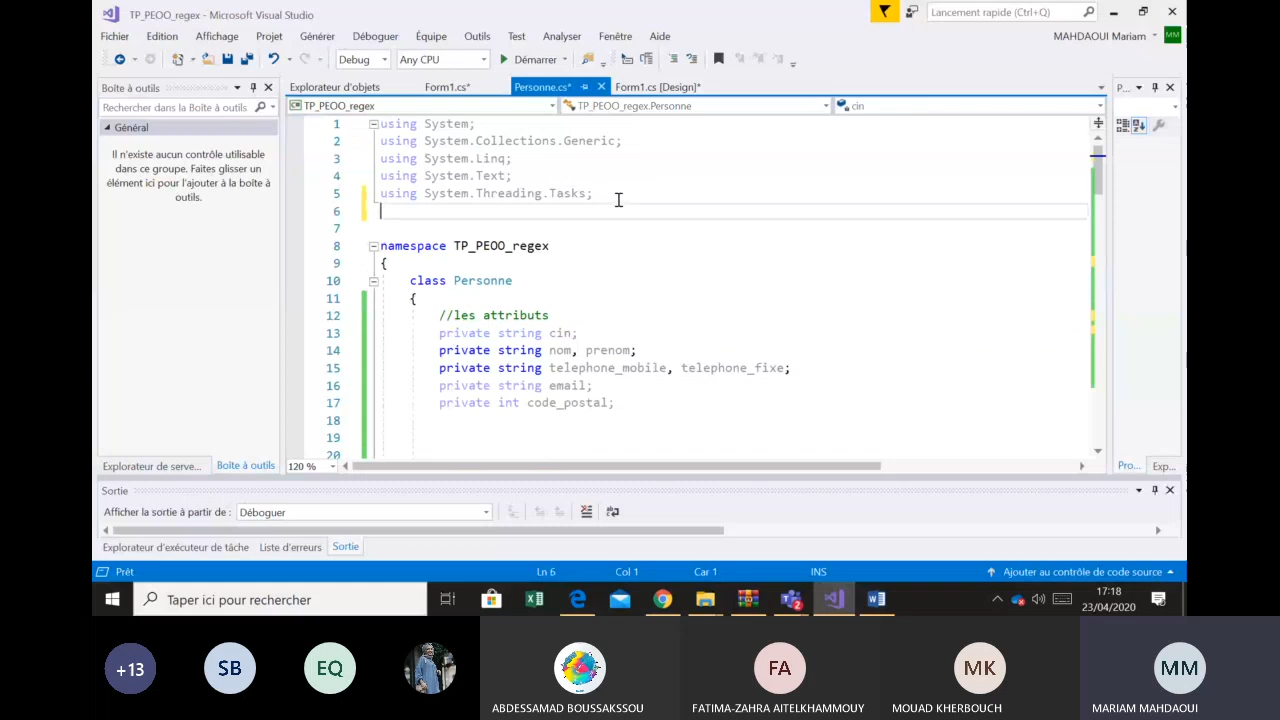 TP_PEOO_regex - Microsoft Visual Studio
Lancement rapide (Ctrl+Q)
Fichier Edition Affichage Projet Générer Déboguer Équipe Outils Test Analyser Fenêtre Aide
MAHDAOUI Mariam MM
Debug Any CPU Démarrer
Boîte à outils
Explorateur d'objets Form1.cs* Personne.cs* Form1.cs [Design]*
P...
Rechercher dans la Boîte à outils
TP_PEOO_regex TP_PEOO_regex.Personne cin
Général
Il n'existe aucun contrôle utilisable
dans ce groupe. Faites glisser un
élément ici pour l'ajouter à la boîte à
outils.
1 using System;
2 using System.Collections.Generic;
3 using System.Linq;
4 using System.Text;
5 using System.Threading.Tasks;
6
7
8 namespace TP_PEOO_regex
9 {
10 class Personne
11 {
12 //les attributs
13 private string cin;
14 private string nom, prenom;
15 private string telephone_mobile, telephone_fixe;
16 private string email;
17 private int code_postal;
18
19
20
120 %
Explorateur de serve... Boîte à outils
Pro... Exp...
Sortie
Afficher la sortie à partir de : Déboguer
Explorateur d'exécuteur de tâche Liste d'erreurs Sortie
Prêt Ln 6 Col 1 Car 1 INS Ajouter au contrôle de code source
Taper ici pour rechercher
17:18
23/04/2020
+13 SB EQ FA MK MM
ABDESSAMAD BOUSSAKSSOU FATIMA-ZAHRA AITELKHAMMOUY MOUAD KHERBOUCH MARIAM MAHDAOUI